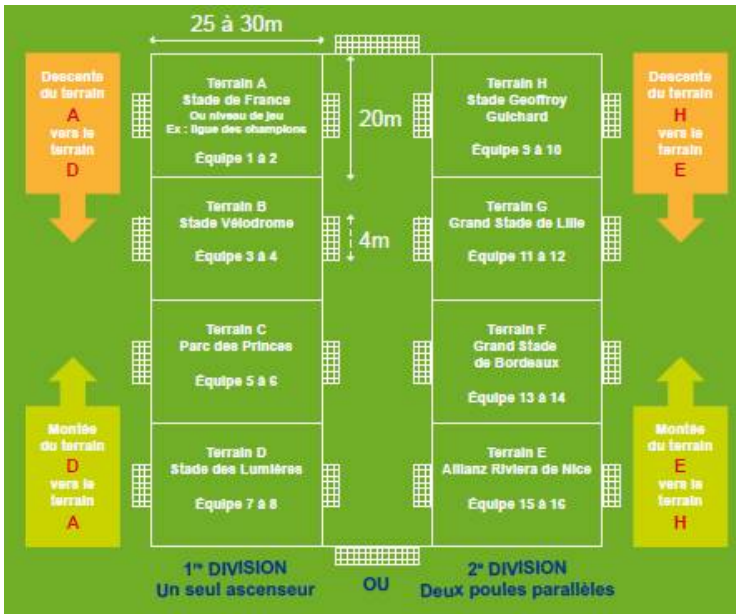 25 à 30m
Descente
du terrain
A
vers le
terrain
D
Terrain A
Stade de France
Ou niveau de jeu
Ex : ligue des champions
Équipe 1 à 2
20m
Terrain H
Stade Geoffroy
Guichard
Équipe 9 à 10
Descente
du terrain
H
vers le
terrain
E
Terrain B
Stade Vélodrome
Équipe 3 à 4
4m
Terrain G
Grand Stade de Lille
Équipe 11 à 12
Terrain C
Parc des Princes
Équipe 5 à 6
Terrain F
Grand Stade
de Bordeaux
Équipe 13 à 14
Montée
du terrain
D
vers le
terrain
A
Terrain D
Stade des Lumières
Équipe 7 à 8
Terrain E
Allianz Riviera de Nice
Équipe 15 à 16
Montée
du terrain
E
vers le
terrain
H
1re DIVISION
Un seul ascenseur
OU
2e DIVISION
Deux poules parallèles